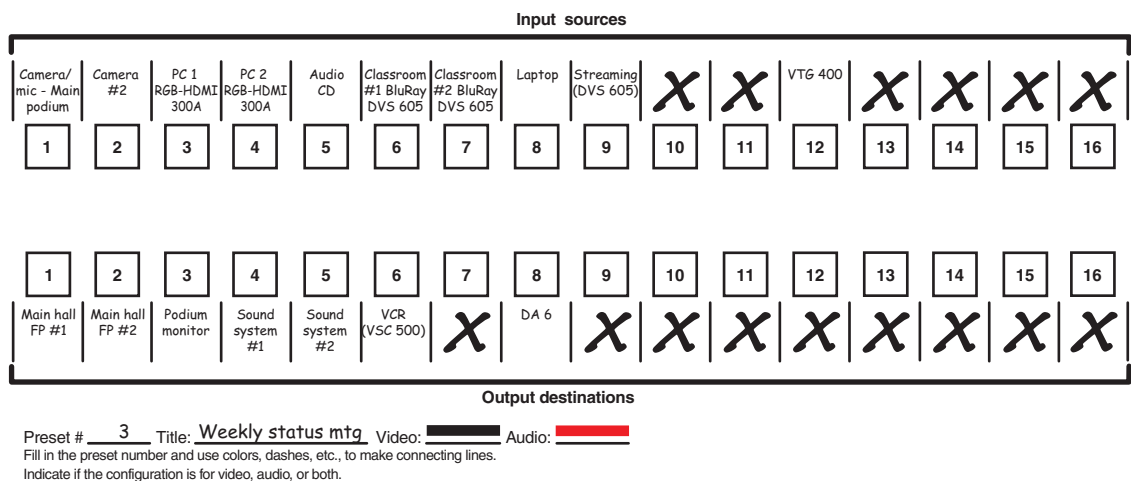 Input sources
Camera/ mic - Main podium
Camera #2
PC 1 RGB-HDMI 300A
PC 2 RGB-HDMI 300A
Audio CD
Classroom #1 BluRay DVS 605
Classroom #2 BluRay DVS 605
Laptop
Streaming (DVS 605)
X
X
VTG 400
X
X
X
X
1 2 3 4 5 6 7 8 9 10 11 12 13 14 15 16
1 2 3 4 5 6 7 8 9 10 11 12 13 14 15 16
Main hall FP #1
Main hall FP #2
Podium monitor
Sound system #1
Sound system #2
VCR (VSC 500)
X
DA 6
X
X
X
X
X
X
X
X
Output destinations
Preset # 3 Title: Weekly status mtg Video: Audio:
Fill in the preset number and use colors, dashes, etc., to make connecting lines.
Indicate if the configuration is for video, audio, or both.